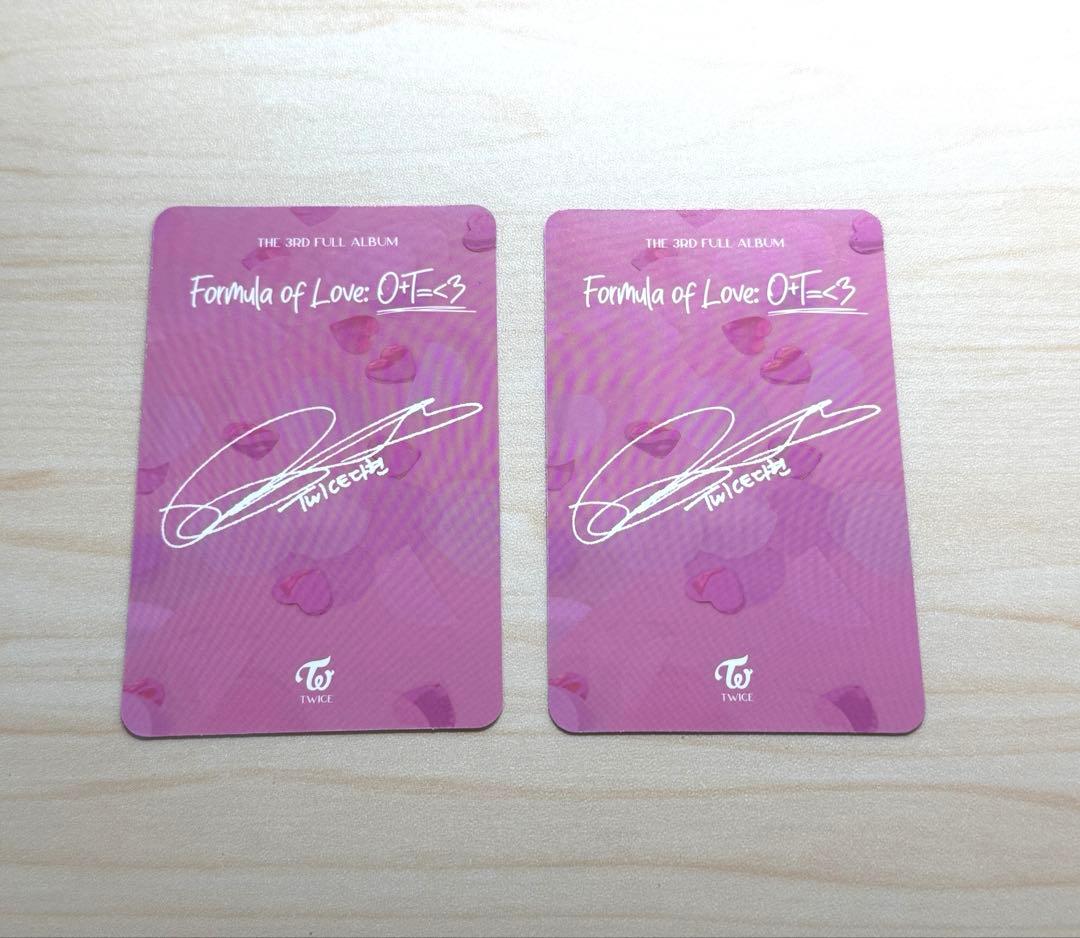 THE 3RD FULL ALBUM
Formula of Love: O+T=<3
TWICE다현
TWICE
THE 3RD FULL ALBUM
Formula of Love: O+T=<3
TWICE다현
TWICE